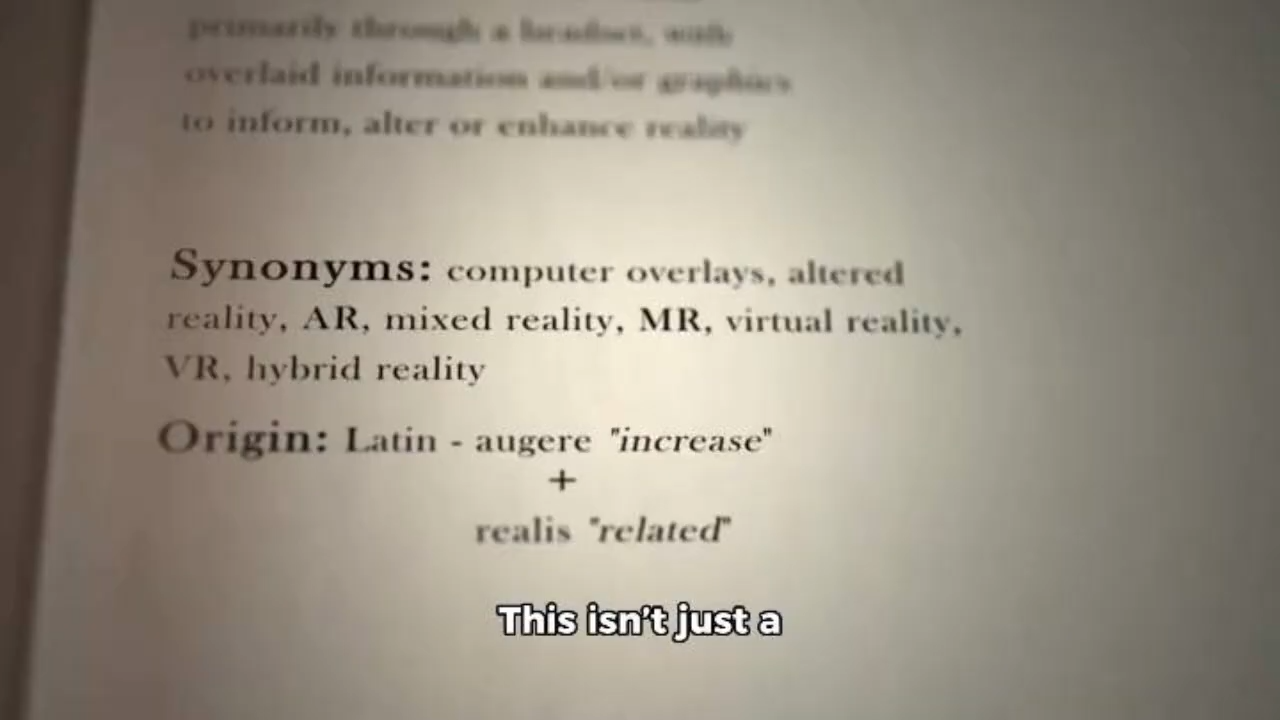 primarily through a headset, with
overlaid information and/or graphics
to inform, alter or enhance reality
Synonyms: computer overlays, altered
reality, AR, mixed reality, MR, virtual reality,
VR, hybrid reality
Origin: Latin - augere "increase"
+
realis "related"
This isn't just a